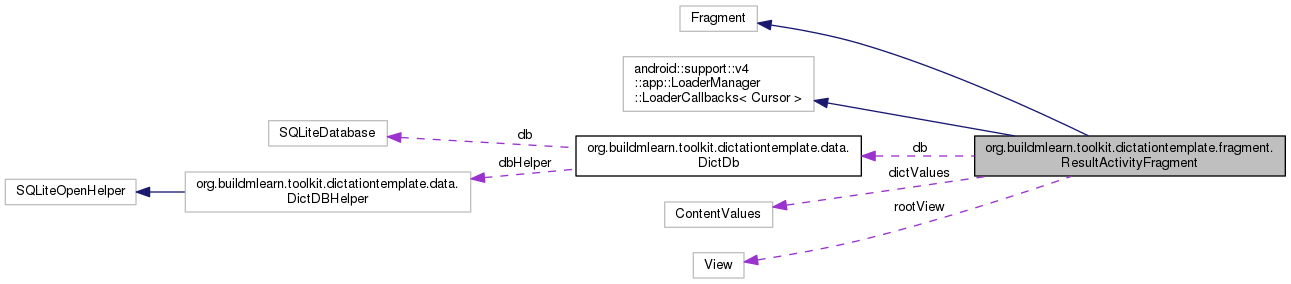 Fragment
android::support::v4
::app::LoaderManager
::LoaderCallbacks< Cursor >
SQLiteDatabase
db
org.buildmlearn.toolkit.dictationtemplate.data.
DictDb
db
org.buildmlearn.toolkit.dictationtemplate.fragment.
ResultActivityFragment
dbHelper
dictValues
SQLiteOpenHelper
org.buildmlearn.toolkit.dictationtemplate.data.
DictDBHelper
ContentValues
rootView
View